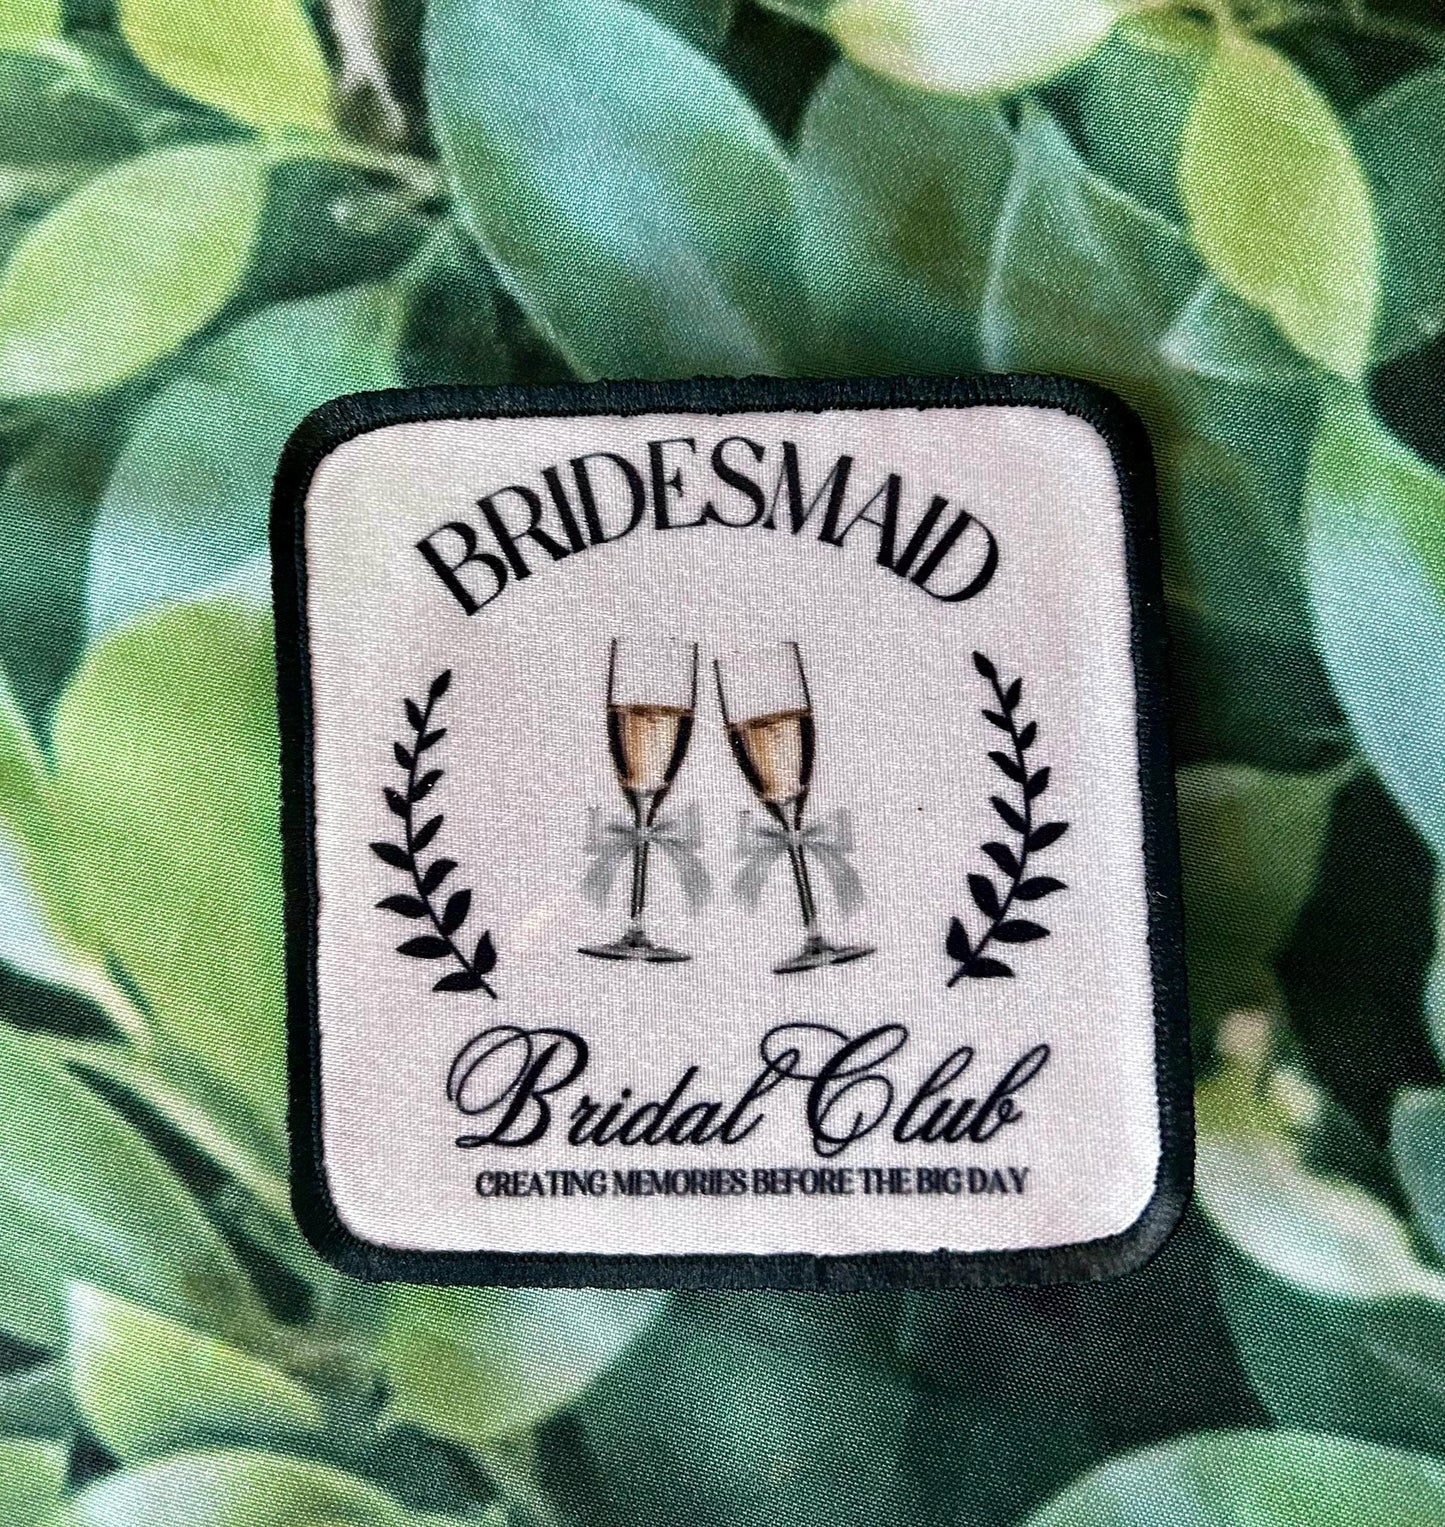 BRIDESMAID
Bridal Club
CREATING MEMORIES BEFORE THE BIG DAY